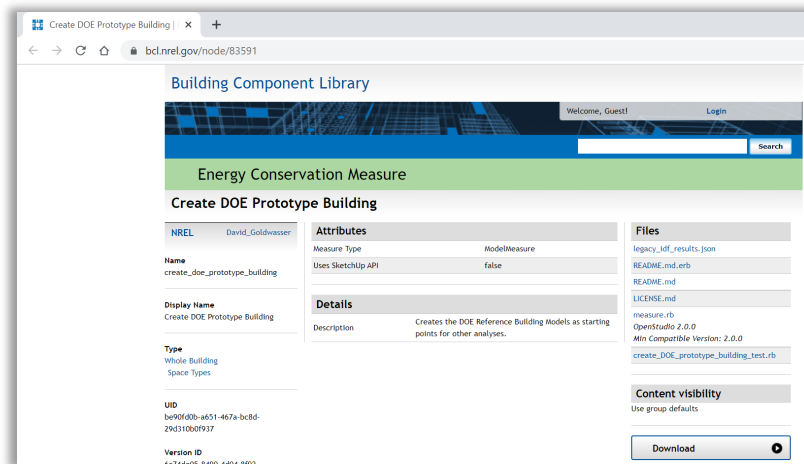 Create DOE Prototype Building |
bcl.nrel.gov/node/83591
Building Component Library
Welcome, Guest!
Login
Search
Energy Conservation Measure
Create DOE Prototype Building
NREL
David_Goldwasser
Name
create_doe_prototype_building
Display Name
Create DOE Prototype Building
Type
Whole Building
Space Types
UID
be90fd0b-a651-467a-bc8d-
29d310b0f937
Version ID
Attributes
Measure Type ModelMeasure
Uses SketchUp API false
Details
Description
Creates the DOE Reference Building Models as starting
points for other analyses.
Files
legacy_idf_results.json
README.md.erb
README.md
LICENSE.md
measure.rb
OpenStudio 2.0.0
Min Compatible Version: 2.0.0
create_DOE_prototype_building_test.rb
Content visibility
Use group defaults
Download